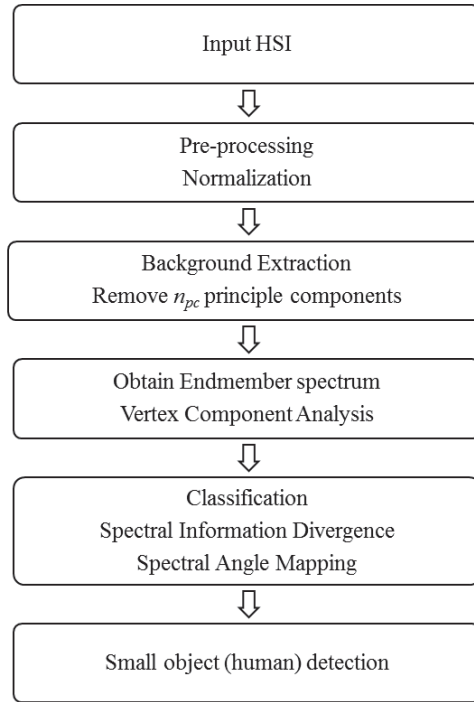 Input HSI
Pre-processing
Normalization
Background Extraction
Remove npc principle components
Obtain Endmember spectrum
Vertex Component Analysis
Classification
Spectral Information Divergence
Spectral Angle Mapping
Small object (human) detection